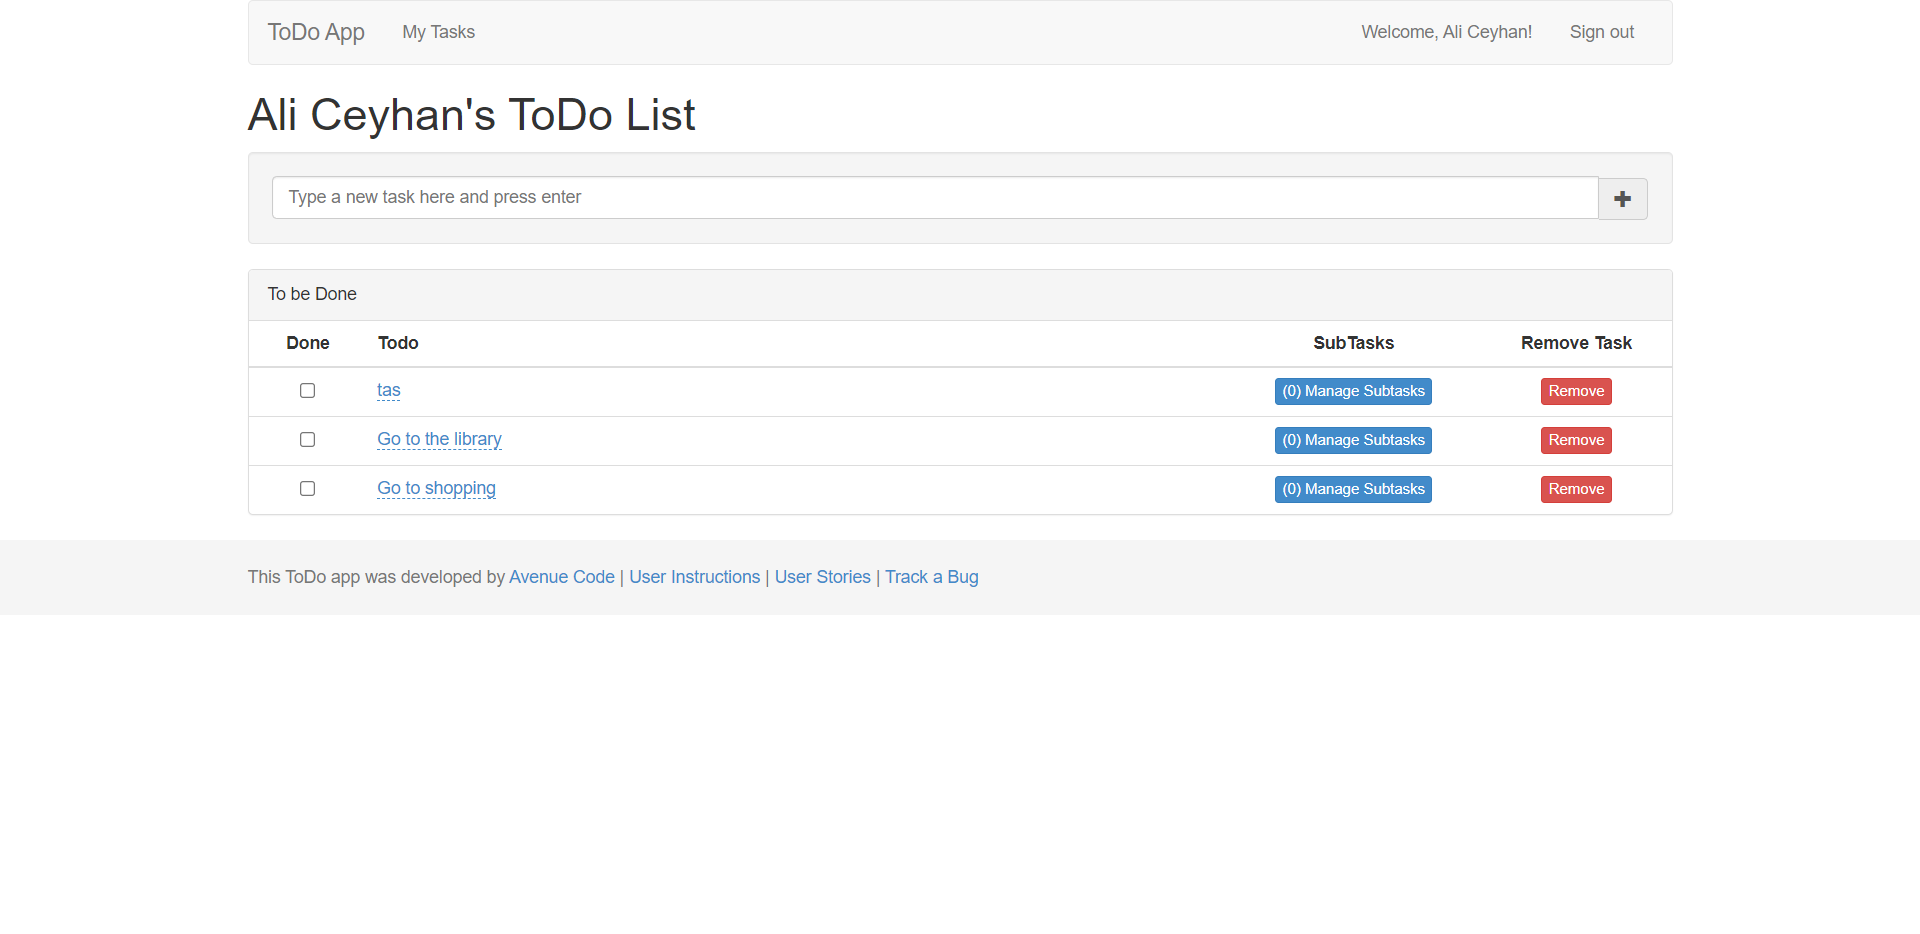 ToDo App My Tasks Welcome, Ali Ceyhan! Sign out
Ali Ceyhan's ToDo List
Type a new task here and press enter
To be Done
Done Todo SubTasks Remove Task
tas (0) Manage Subtasks Remove
Go to the library (0) Manage Subtasks Remove
Go to shopping (0) Manage Subtasks Remove
This ToDo app was developed by Avenue Code | User Instructions | User Stories | Track a Bug